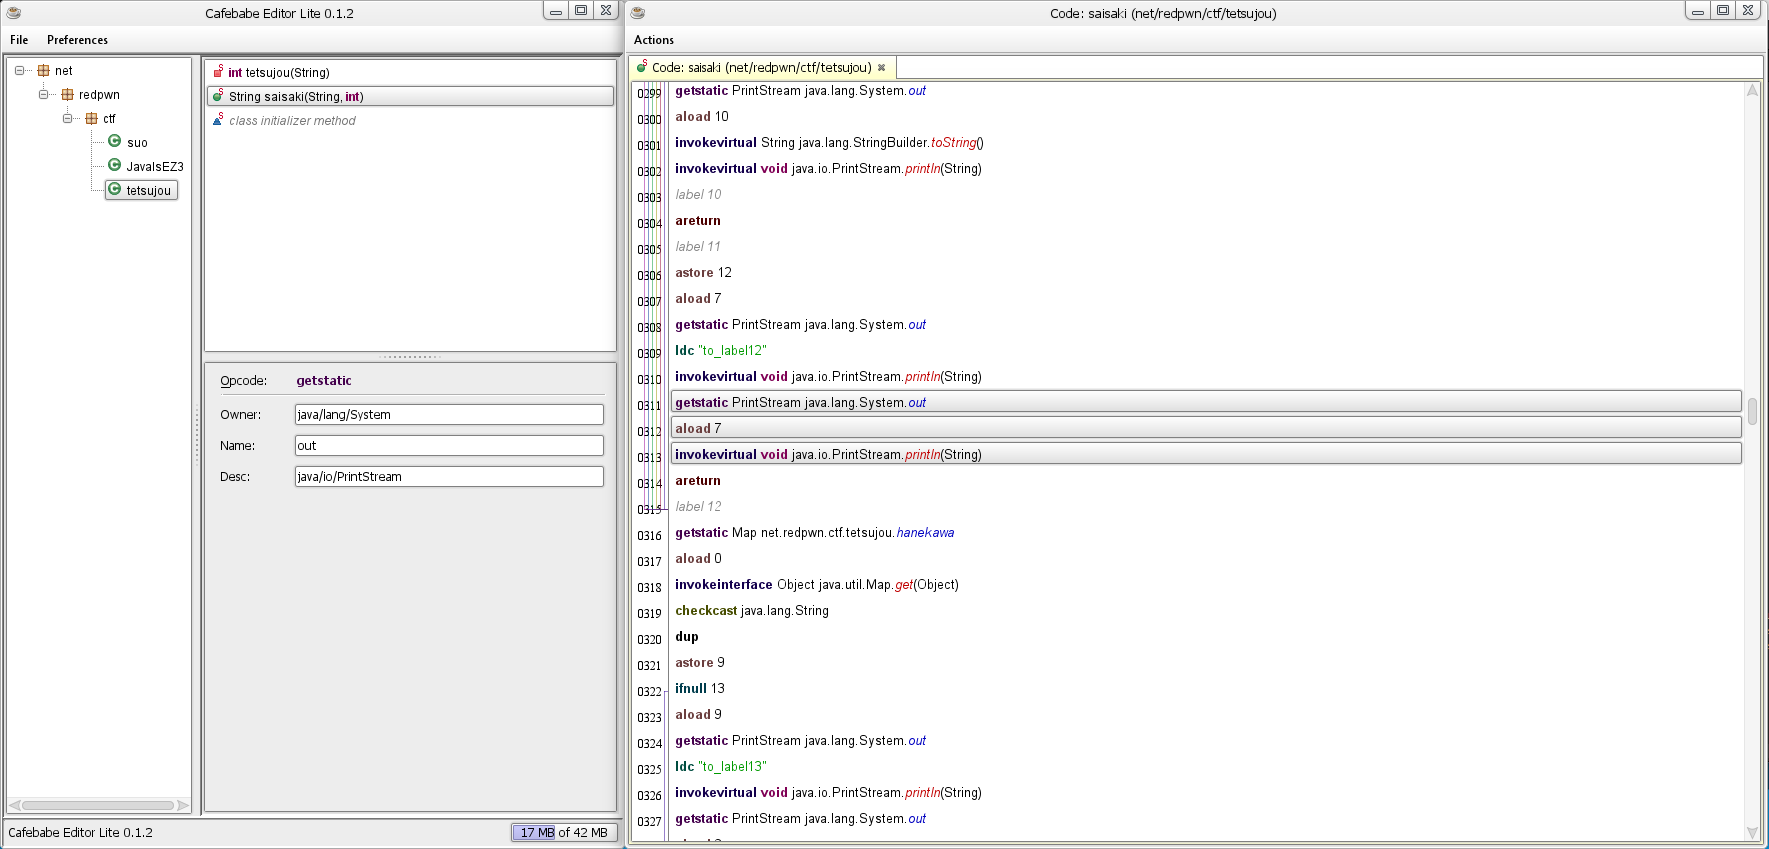 Cafebabe Editor Lite 0.1.2
File Preferences
net
redpwn
ctf
suo
JavaIsEZ3
tetsujou
int tetsujou(String)
String saisaki(String, int)
class initializer method
Opcode: getstatic
Owner: java/lang/System
Name: out
Desc: java/io/PrintStream
Cafebabe Editor Lite 0.1.2
17 MB of 42 MB
Code: saisaki (net/redpwn/ctf/tetsujou)
Actions
Code: saisaki (net/redpwn/ctf/tetsujou)
0299 getstatic PrintStream java.lang.System.out
0300 aload 10
0301 invokevirtual String java.lang.StringBuilder.toString()
0302 invokevirtual void java.io.PrintStream.println(String)
0303 label 10
0304 areturn
0305 label 11
0306 astore 12
0307 aload 7
0308 getstatic PrintStream java.lang.System.out
0309 ldc "to_label12"
0310 invokevirtual void java.io.PrintStream.println(String)
0311 getstatic PrintStream java.lang.System.out
0312 aload 7
0313 invokevirtual void java.io.PrintStream.println(String)
0314 areturn
0315 label 12
0316 getstatic Map net.redpwn.ctf.tetsujou.hanekawa
0317 aload 0
0318 invokeinterface Object java.util.Map.get(Object)
0319 checkcast java.lang.String
0320 dup
0321 astore 9
0322 ifnull 13
0323 aload 9
0324 getstatic PrintStream java.lang.System.out
0325 ldc "to_label13"
0326 invokevirtual void java.io.PrintStream.println(String)
0327 getstatic PrintStream java.lang.System.out